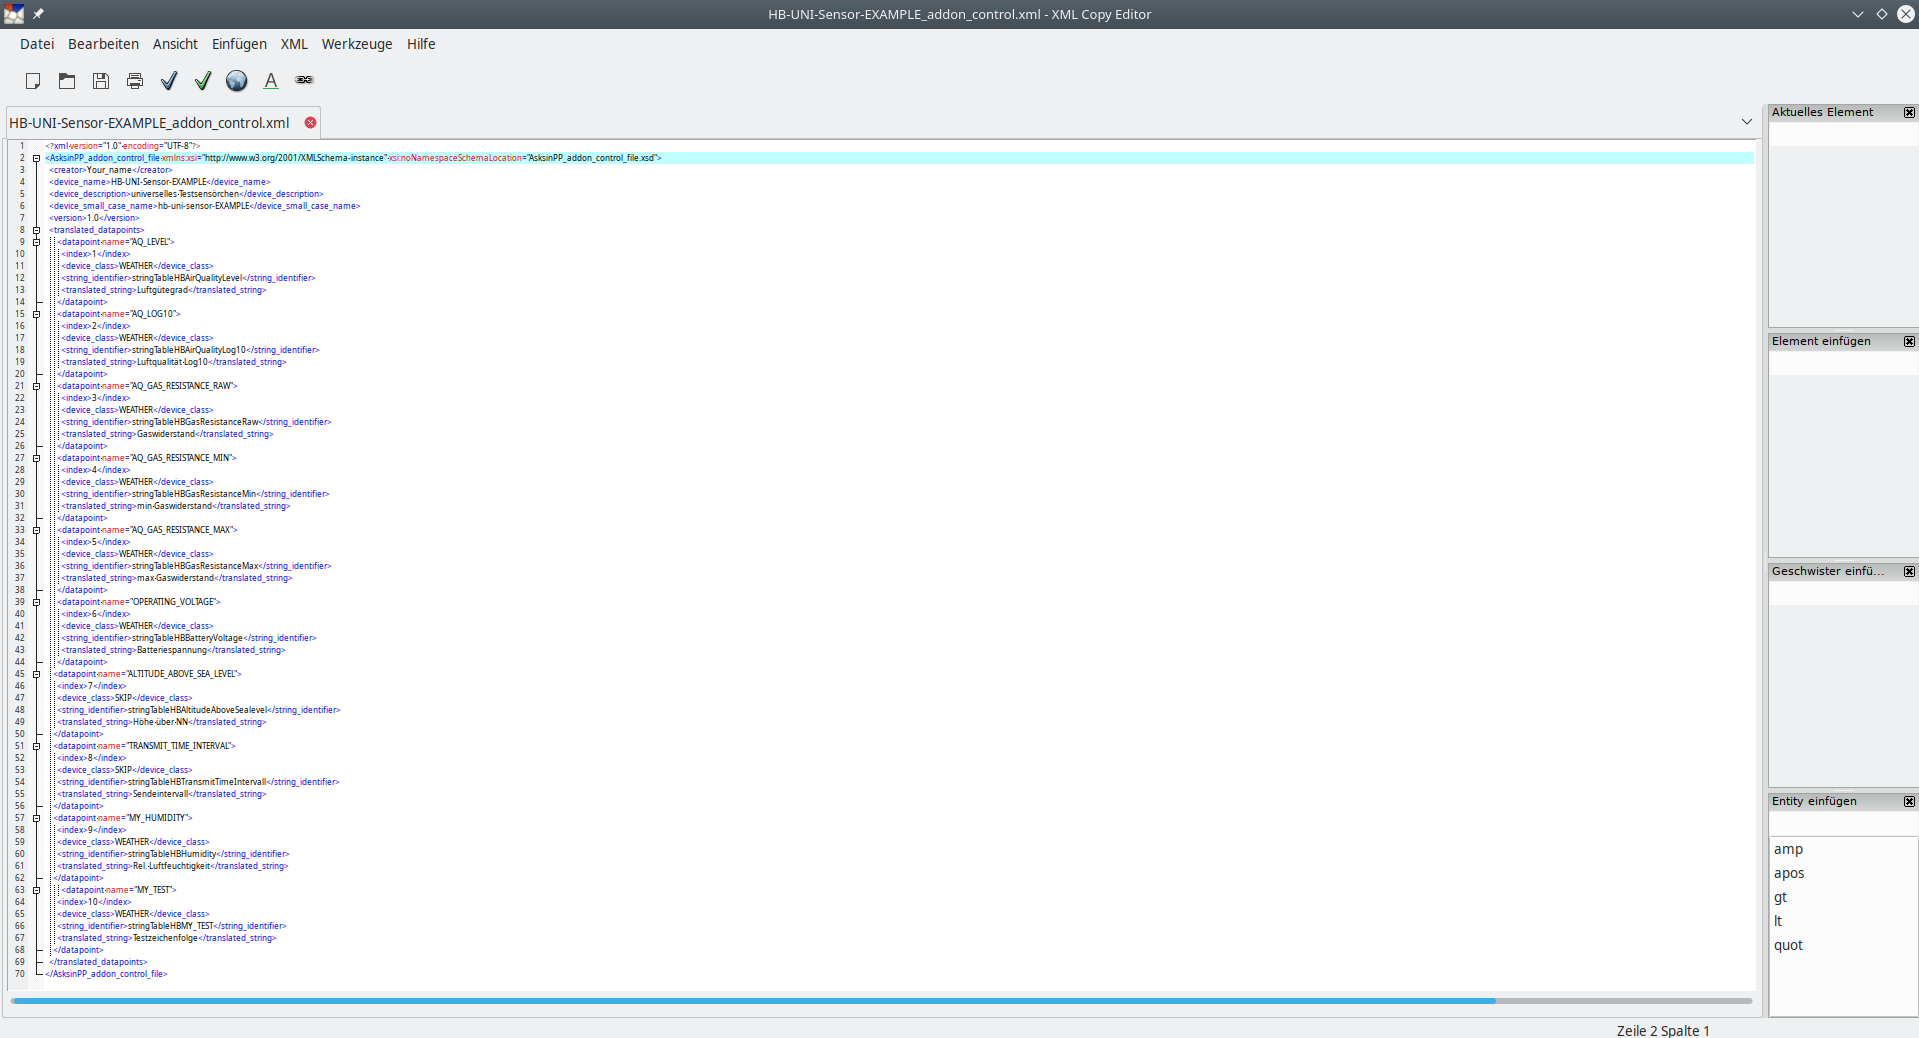 HB-UNI-Sensor-EXAMPLE_addon_control.xml - XML Copy Editor
Datei Bearbeiten Ansicht Einfügen XML Werkzeuge Hilfe
HB-UNI-Sensor-EXAMPLE_addon_control.xml
1 <?xml version="1.0" encoding="UTF-8"?>
2 <AsksinPP_addon_control_file xmlns:xsi="http://www.w3.org/2001/XMLSchema-instance" xsi:noNamespaceSchemaLocation="AsksinPP_addon_control_file.xsd">
3 <creator>Your_name</creator>
4 <device_name>HB-UNI-Sensor-EXAMPLE</device_name>
5 <device_description>universelles Testsensörchen</device_description>
6 <device_small_case_name>hb-uni-sensor-EXAMPLE</device_small_case_name>
7 <version>1.0</version>
8 <translated_datapoints>
9 <datapoint name="AQ_LEVEL">
10 <index>1</index>
11 <device_class>WEATHER</device_class>
12 <string_identifier>stringTableHBAirQualityLevel</string_identifier>
13 <translated_string>Luftgütegrad</translated_string>
14 </datapoint>
15 <datapoint name="AQ_LOG10">
16 <index>2</index>
17 <device_class>WEATHER</device_class>
18 <string_identifier>stringTableHBAirQualityLog10</string_identifier>
19 <translated_string>Luftqualität Log10</translated_string>
20 </datapoint>
21 <datapoint name="AQ_GAS_RESISTANCE_RAW">
22 <index>3</index>
23 <device_class>WEATHER</device_class>
24 <string_identifier>stringTableHBGasResistanceRaw</string_identifier>
25 <translated_string>Gaswiderstand</translated_string>
26 </datapoint>
27 <datapoint name="AQ_GAS_RESISTANCE_MIN">
28 <index>4</index>
29 <device_class>WEATHER</device_class>
30 <string_identifier>stringTableHBGasResistanceMin</string_identifier>
31 <translated_string>min Gaswiderstand</translated_string>
32 </datapoint>
33 <datapoint name="AQ_GAS_RESISTANCE_MAX">
34 <index>5</index>
35 <device_class>WEATHER</device_class>
36 <string_identifier>stringTableHBGasResistanceMax</string_identifier>
37 <translated_string>max Gaswiderstand</translated_string>
38 </datapoint>
39 <datapoint name="OPERATING_VOLTAGE">
40 <index>6</index>
41 <device_class>WEATHER</device_class>
42 <string_identifier>stringTableHBBatteryVoltage</string_identifier>
43 <translated_string>Batteriespannung</translated_string>
44 </datapoint>
45 <datapoint name="ALTITUDE_ABOVE_SEA_LEVEL">
46 <index>7</index>
47 <device_class>SKIP</device_class>
48 <string_identifier>stringTableHBAltitudeAboveSealevel</string_identifier>
49 <translated_string>Höhe über NN</translated_string>
50 </datapoint>
51 <datapoint name="TRANSMIT_TIME_INTERVAL">
52 <index>8</index>
53 <device_class>SKIP</device_class>
54 <string_identifier>stringTableHBTransmitTimeIntervall</string_identifier>
55 <translated_string>Sendeintervall</translated_string>
56 </datapoint>
57 <datapoint name="MY_HUMIDITY">
58 <index>9</index>
59 <device_class>WEATHER</device_class>
60 <string_identifier>stringTableHBHumidity</string_identifier>
61 <translated_string>Rel. Luftfeuchtigkeit</translated_string>
62 </datapoint>
63 <datapoint name="MY_TEST">
64 <index>10</index>
65 <device_class>WEATHER</device_class>
66 <string_identifier>stringTableHBMY_TEST</string_identifier>
67 <translated_string>Testzeichenfolge</translated_string>
68 </datapoint>
69 </translated_datapoints>
70 </AsksinPP_addon_control_file>
Aktuelles Element
Element einfügen
Geschwister einfü...
Entity einfügen
amp
apos
gt
lt
quot
Zeile 2 Spalte 1